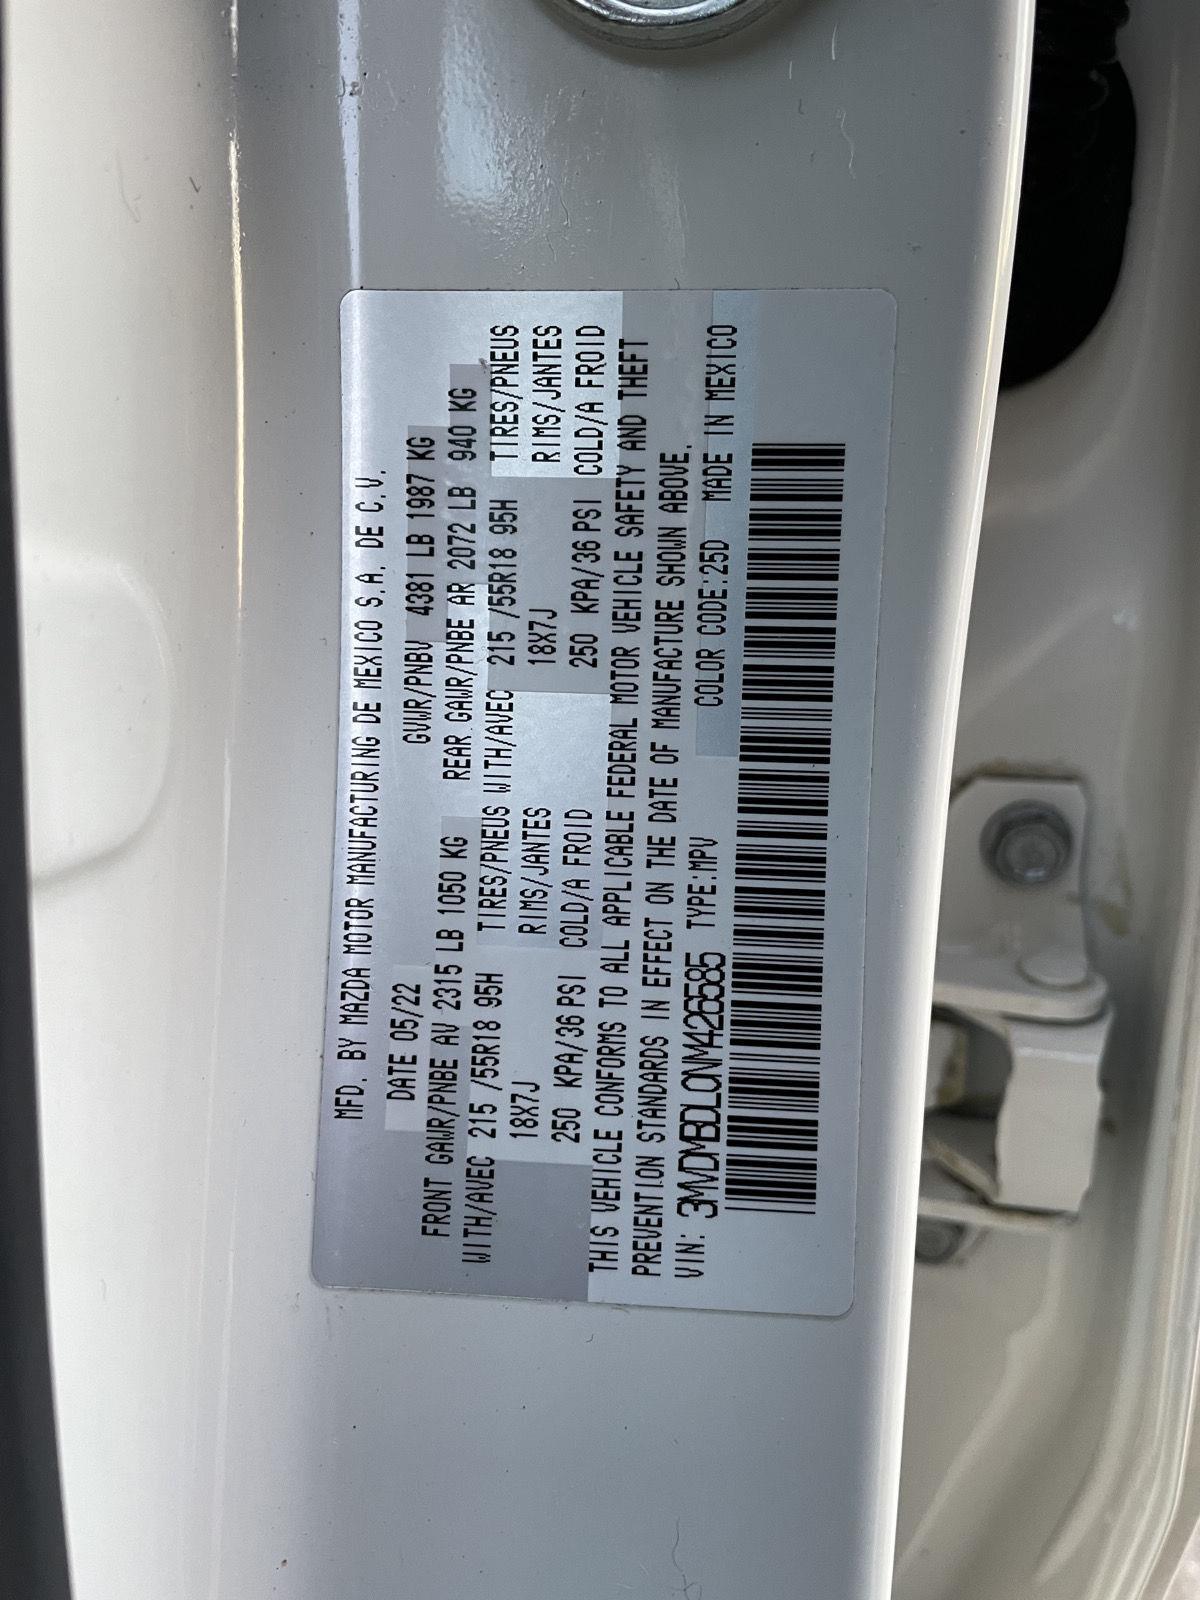 MFD. BY MAZDA MOTOR MANUFACTURING DE MEXICO S.A. DE C.V.
DATE 05/22 GVWR/PNBV 4381 LB 1987 KG
FRONT GAWR/PNBE AV 2315 LB 1050 KG REAR GAWR/PNBE AR 2072 LB 940 KG
WITH/AVEC 215 /55R18 95H TIRES/PNEUS WITH/AVEC 215 /55R18 95H TIRES/PNEUS
18X7J RIMS/JANTES 18X7J RIMS/JANTES
250 KPA/36 PSI COLD/A FROID 250 KPA/36 PSI COLD/A FROID
THIS VEHICLE CONFORMS TO ALL APPLICABLE FEDERAL MOTOR VEHICLE SAFETY AND THEFT
PREVENTION STANDARDS IN EFFECT ON THE DATE OF MANUFACTURE SHOWN ABOVE.
VIN: 3MVDMBDL0NM426585 TYPE:MPV COLOR CODE:25D MADE IN MEXICO